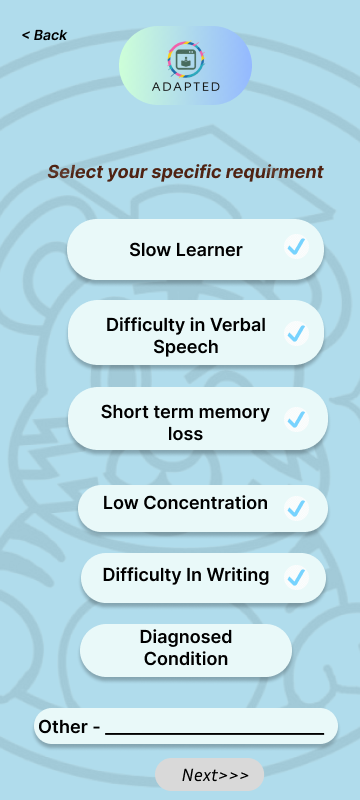 < Back
ADAPTED
Select your specific requirment
Slow Learner
Difficulty in Verbal
Speech
Short term memory
loss
Low Concentration
Difficulty In Writing
Diagnosed
Condition
Other - ______________________
Next>>>